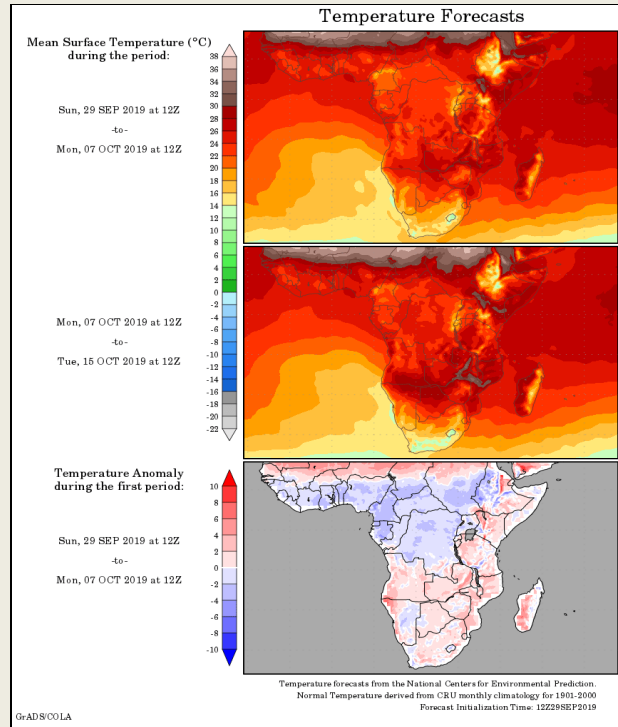 Temperature Forecasts
Mean Surface Temperature (°C)
during the period:
Sun, 29 SEP 2019 at 12Z
-to-
Mon, 07 OCT 2019 at 12Z
38
36
34
32
30
28
26
24
22
20
18
16
14
12
10
8
6
4
2
0
-2
-4
-6
-8
-10
-12
-14
-16
-18
-20
-22
Mon, 07 OCT 2019 at 12Z
-to-
Tue, 15 OCT 2019 at 12Z
Temperature Anomaly
during the first period:
Sun, 29 SEP 2019 at 12Z
-to-
Mon, 07 OCT 2019 at 12Z
10
8
6
4
2
0
-2
-4
-6
-8
-10
Temperature forecasts from the National Centers for Environmental Prediction.
Normal Temperature derived from CRU monthly climatology for 1901-2000
Forecast Initialization Time: 12Z29SEP2019
GrADS/COLA